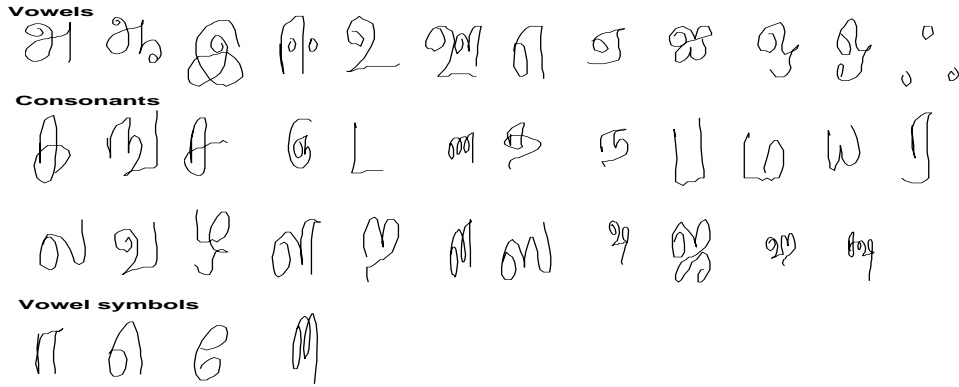 Vowels
அ ஆ இ ஈ உ ஊ எ ஏ ஐ ஒ ஓ ஃ
Consonants
க ங ச ஞ ட ண த ந ப ம ய ர
ல வ ழ ள ற ன ஸ ஷ ஜ ஹ க்ஷ
Vowel symbols
ா ெ ே ை